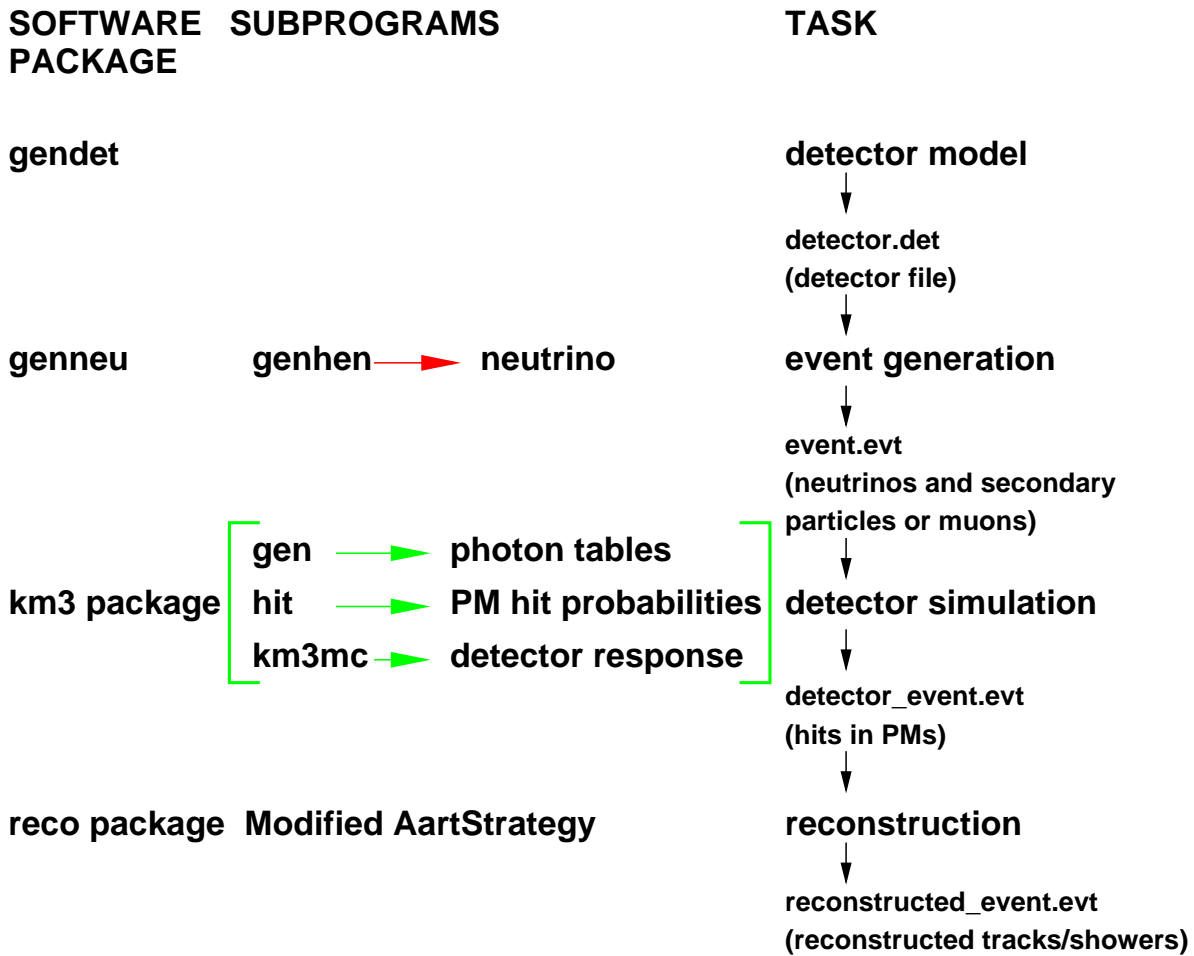 SOFTWARE SUBPROGRAMS TASK
PACKAGE
gendet detector model
detector.det
(detector file)
genneu genhen neutrino event generation
event.evt
(neutrinos and secondary
particles or muons)
gen photon tables
km3 package hit PM hit probabilities detector simulation
km3mc detector response
detector_event.evt
(hits in PMs)
reco package Modified AartStrategy reconstruction
reconstructed_event.evt
(reconstructed tracks/showers)